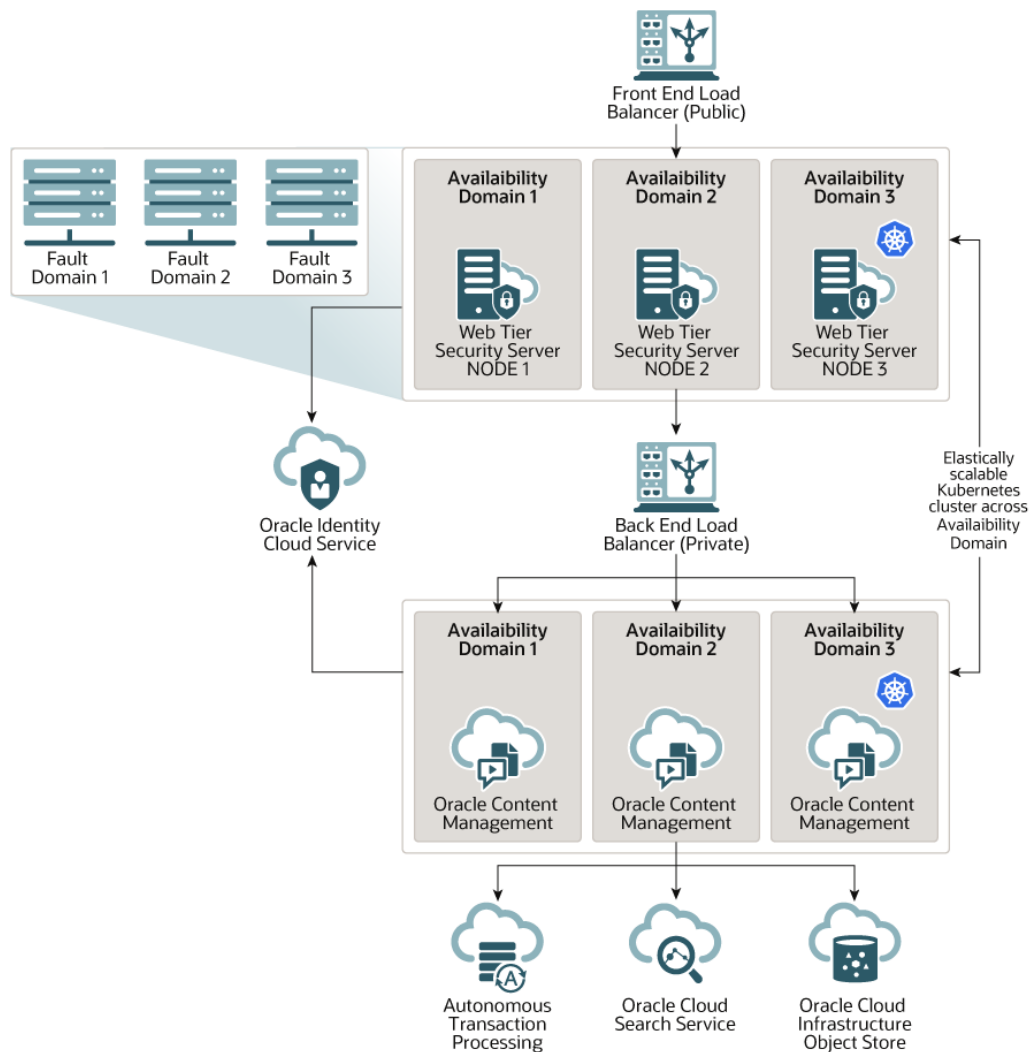 Front End Load
Balancer (Public)
Fault
Domain 1
Fault
Domain 2
Fault
Domain 3
Availaibility
Domain 1
Availaibility
Domain 2
Availaibility
Domain 3
Web Tier
Security Server
NODE 1
Web Tier
Security Server
NODE 2
Web Tier
Security Server
NODE 3
Oracle Identity
Cloud Service
Back End Load
Balancer (Private)
Elastically
scalable
Kubernetes
cluster across
Availaibility
Domain
Availaibility
Domain 1
Availaibility
Domain 2
Availaibility
Domain 3
Oracle Content
Management
Oracle Content
Management
Oracle Content
Management
A
Autonomous
Transaction
Processing
Oracle Cloud
Search Service
Oracle Cloud
Infrastructure
Object Store